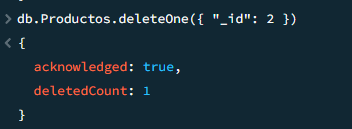 > db.Productos.deleteOne({ "_id": 2 })
< {
acknowledged: true,
deletedCount: 1
}